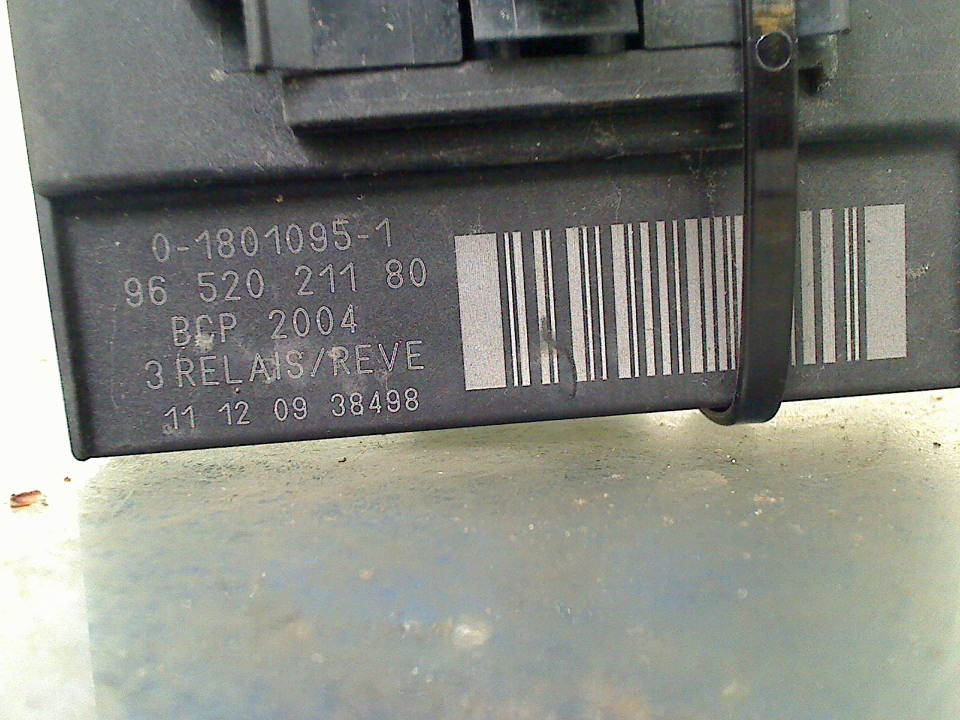 0-1801095-1
96 520 211 80
BCP 2004
3 RELAIS/REVE
11 12 09 38498